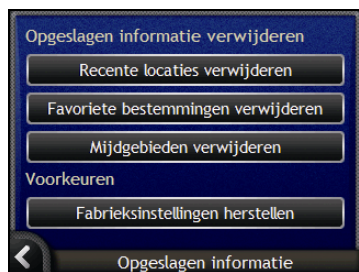 Opgeslagen informatie verwijderen
Recente locaties verwijderen
Favoriete bestemmingen verwijderen
Mijdgebieden verwijderen
Voorkeuren
Fabrieksinstellingen herstellen
Opgeslagen informatie